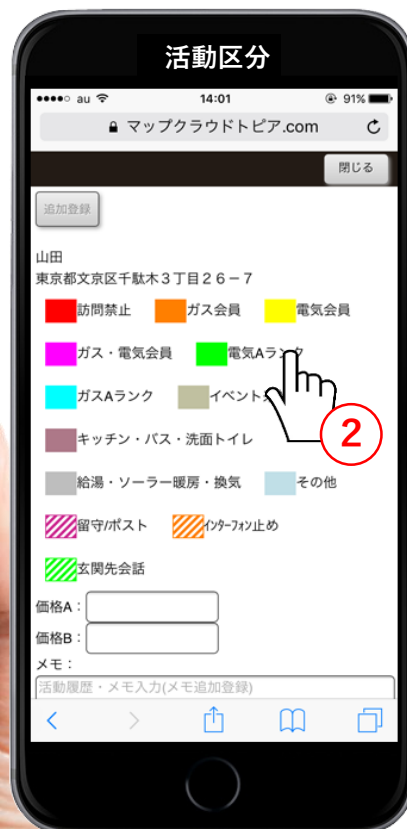 活動区分
au 14:01 91%
マップクラウドトピア.com
閉じる
追加登録
山田
東京都文京区千駄木３丁目２６－７
訪問禁止 ガス会員 電気会員
ガス・電気会員 電気Aランク
ガスAランク イベント
2
キッチン・バス・洗面トイレ
給湯・ソーラー暖房・換気 その他
留守/ポスト インターフォン止め
玄関先会話
価格A：
価格B：
メモ：
活動履歴・メモ入力(メモ追加登録)